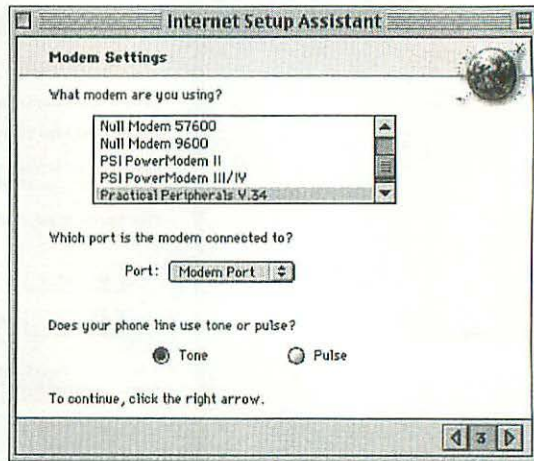 Internet Setup Assistant
Modem Settings
What modem are you using?
Null Modem 57600
Null Modem 9600
PSI PowerModem II
PSI PowerModem III/IV
Practical Peripherals V.34
Which port is the modem connected to?
Port: Modem Port
Does your phone line use tone or pulse?
Tone Pulse
To continue, click the right arrow.
3